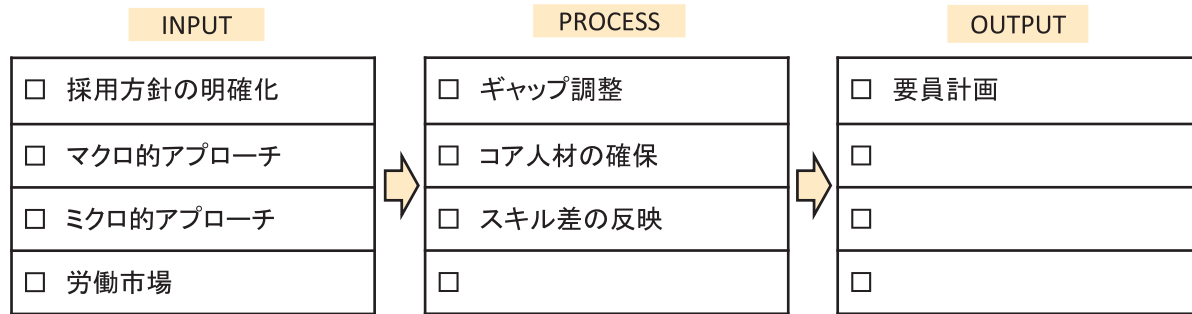 INPUT
PROCESS
OUTPUT
□ 採用方針の明確化
□ マクロ的アプローチ
□ ミクロ的アプローチ
□ 労働市場
□ ギャップ調整
□ コア人材の確保
□ スキル差の反映
□
□ 要員計画
□
□
□